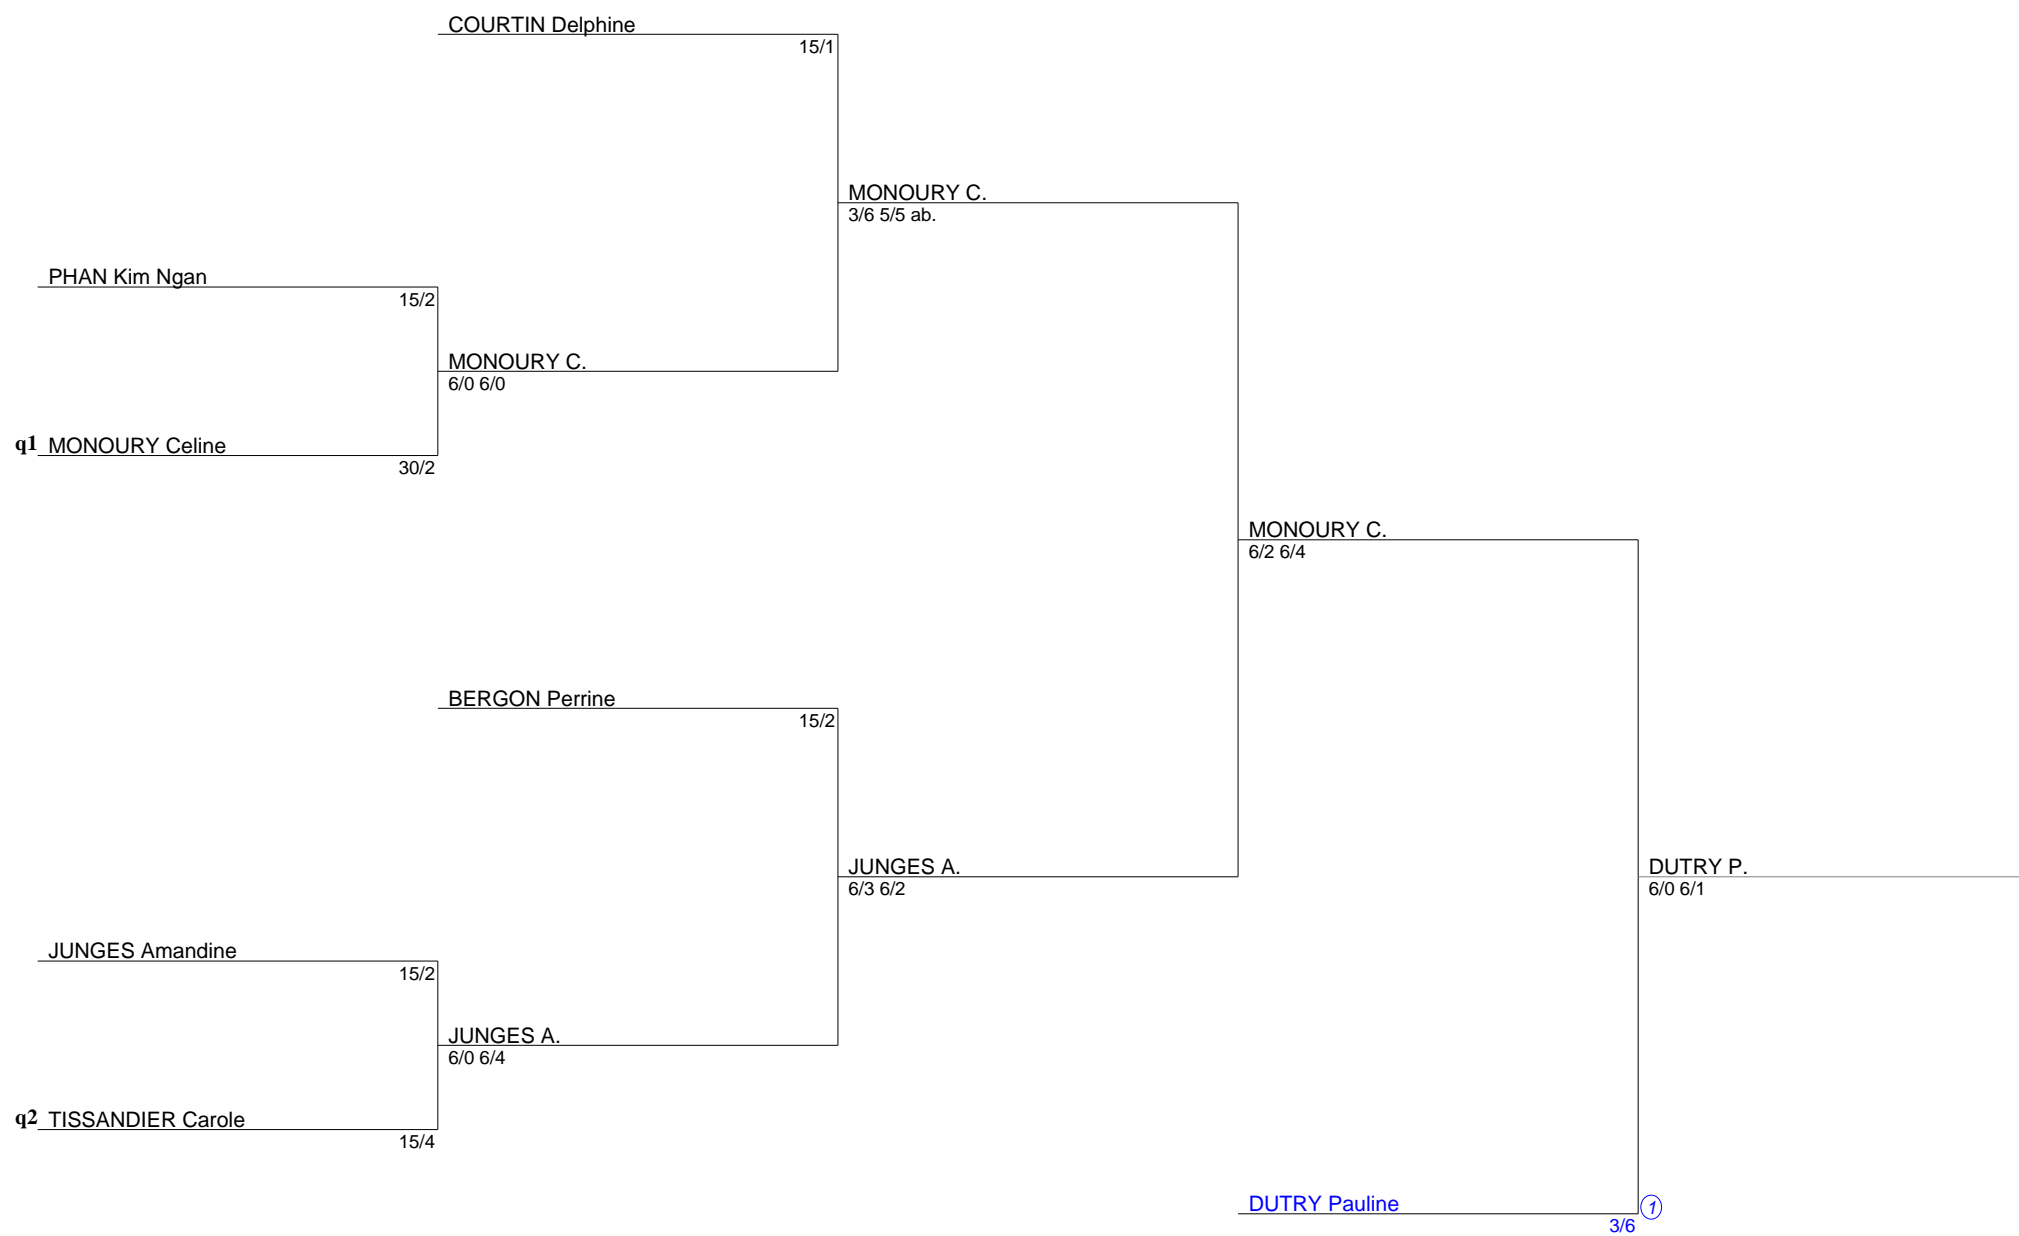 COURTIN Delphine
15/1
MONOURY C.
3/6 5/5 ab.
PHAN Kim Ngan
15/2
MONOURY C.
6/0 6/0
q1 MONOURY Celine
30/2
MONOURY C.
6/2 6/4
BERGON Perrine
15/2
JUNGES A.
6/3 6/2
DUTRY P.
6/0 6/1
JUNGES Amandine
15/2
JUNGES A.
6/0 6/4
q2 TISSANDIER Carole
15/4
DUTRY Pauline 1
3/6